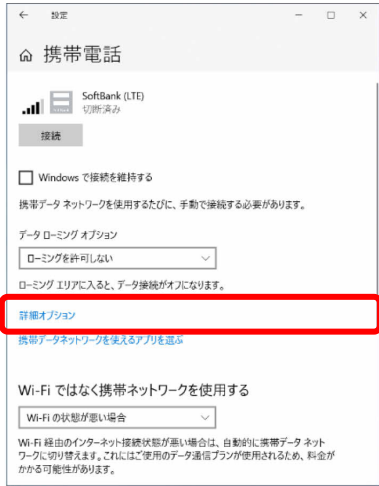 設定
携帯電話
SoftBank (LTE)
切断済み
接続
Windows で接続を維持する
携帯データ ネットワークを使用するたびに、手動で接続する必要があります。
データ ローミング オプション
ローミングを許可しない
ローミング エリアに入ると、データ接続がオフになります。
詳細オプション
携帯データネットワークを使えるアプリを選ぶ
Wi-Fi ではなく携帯ネットワークを使用する
Wi-Fi の状態が悪い場合
Wi-Fi 経由のインターネット接続状態が悪い場合は、自動的に携帯データ ネット
ワークに切り替えます。これにはご使用のデータ通信プランが使用されるため、料金が
かかる可能性があります。